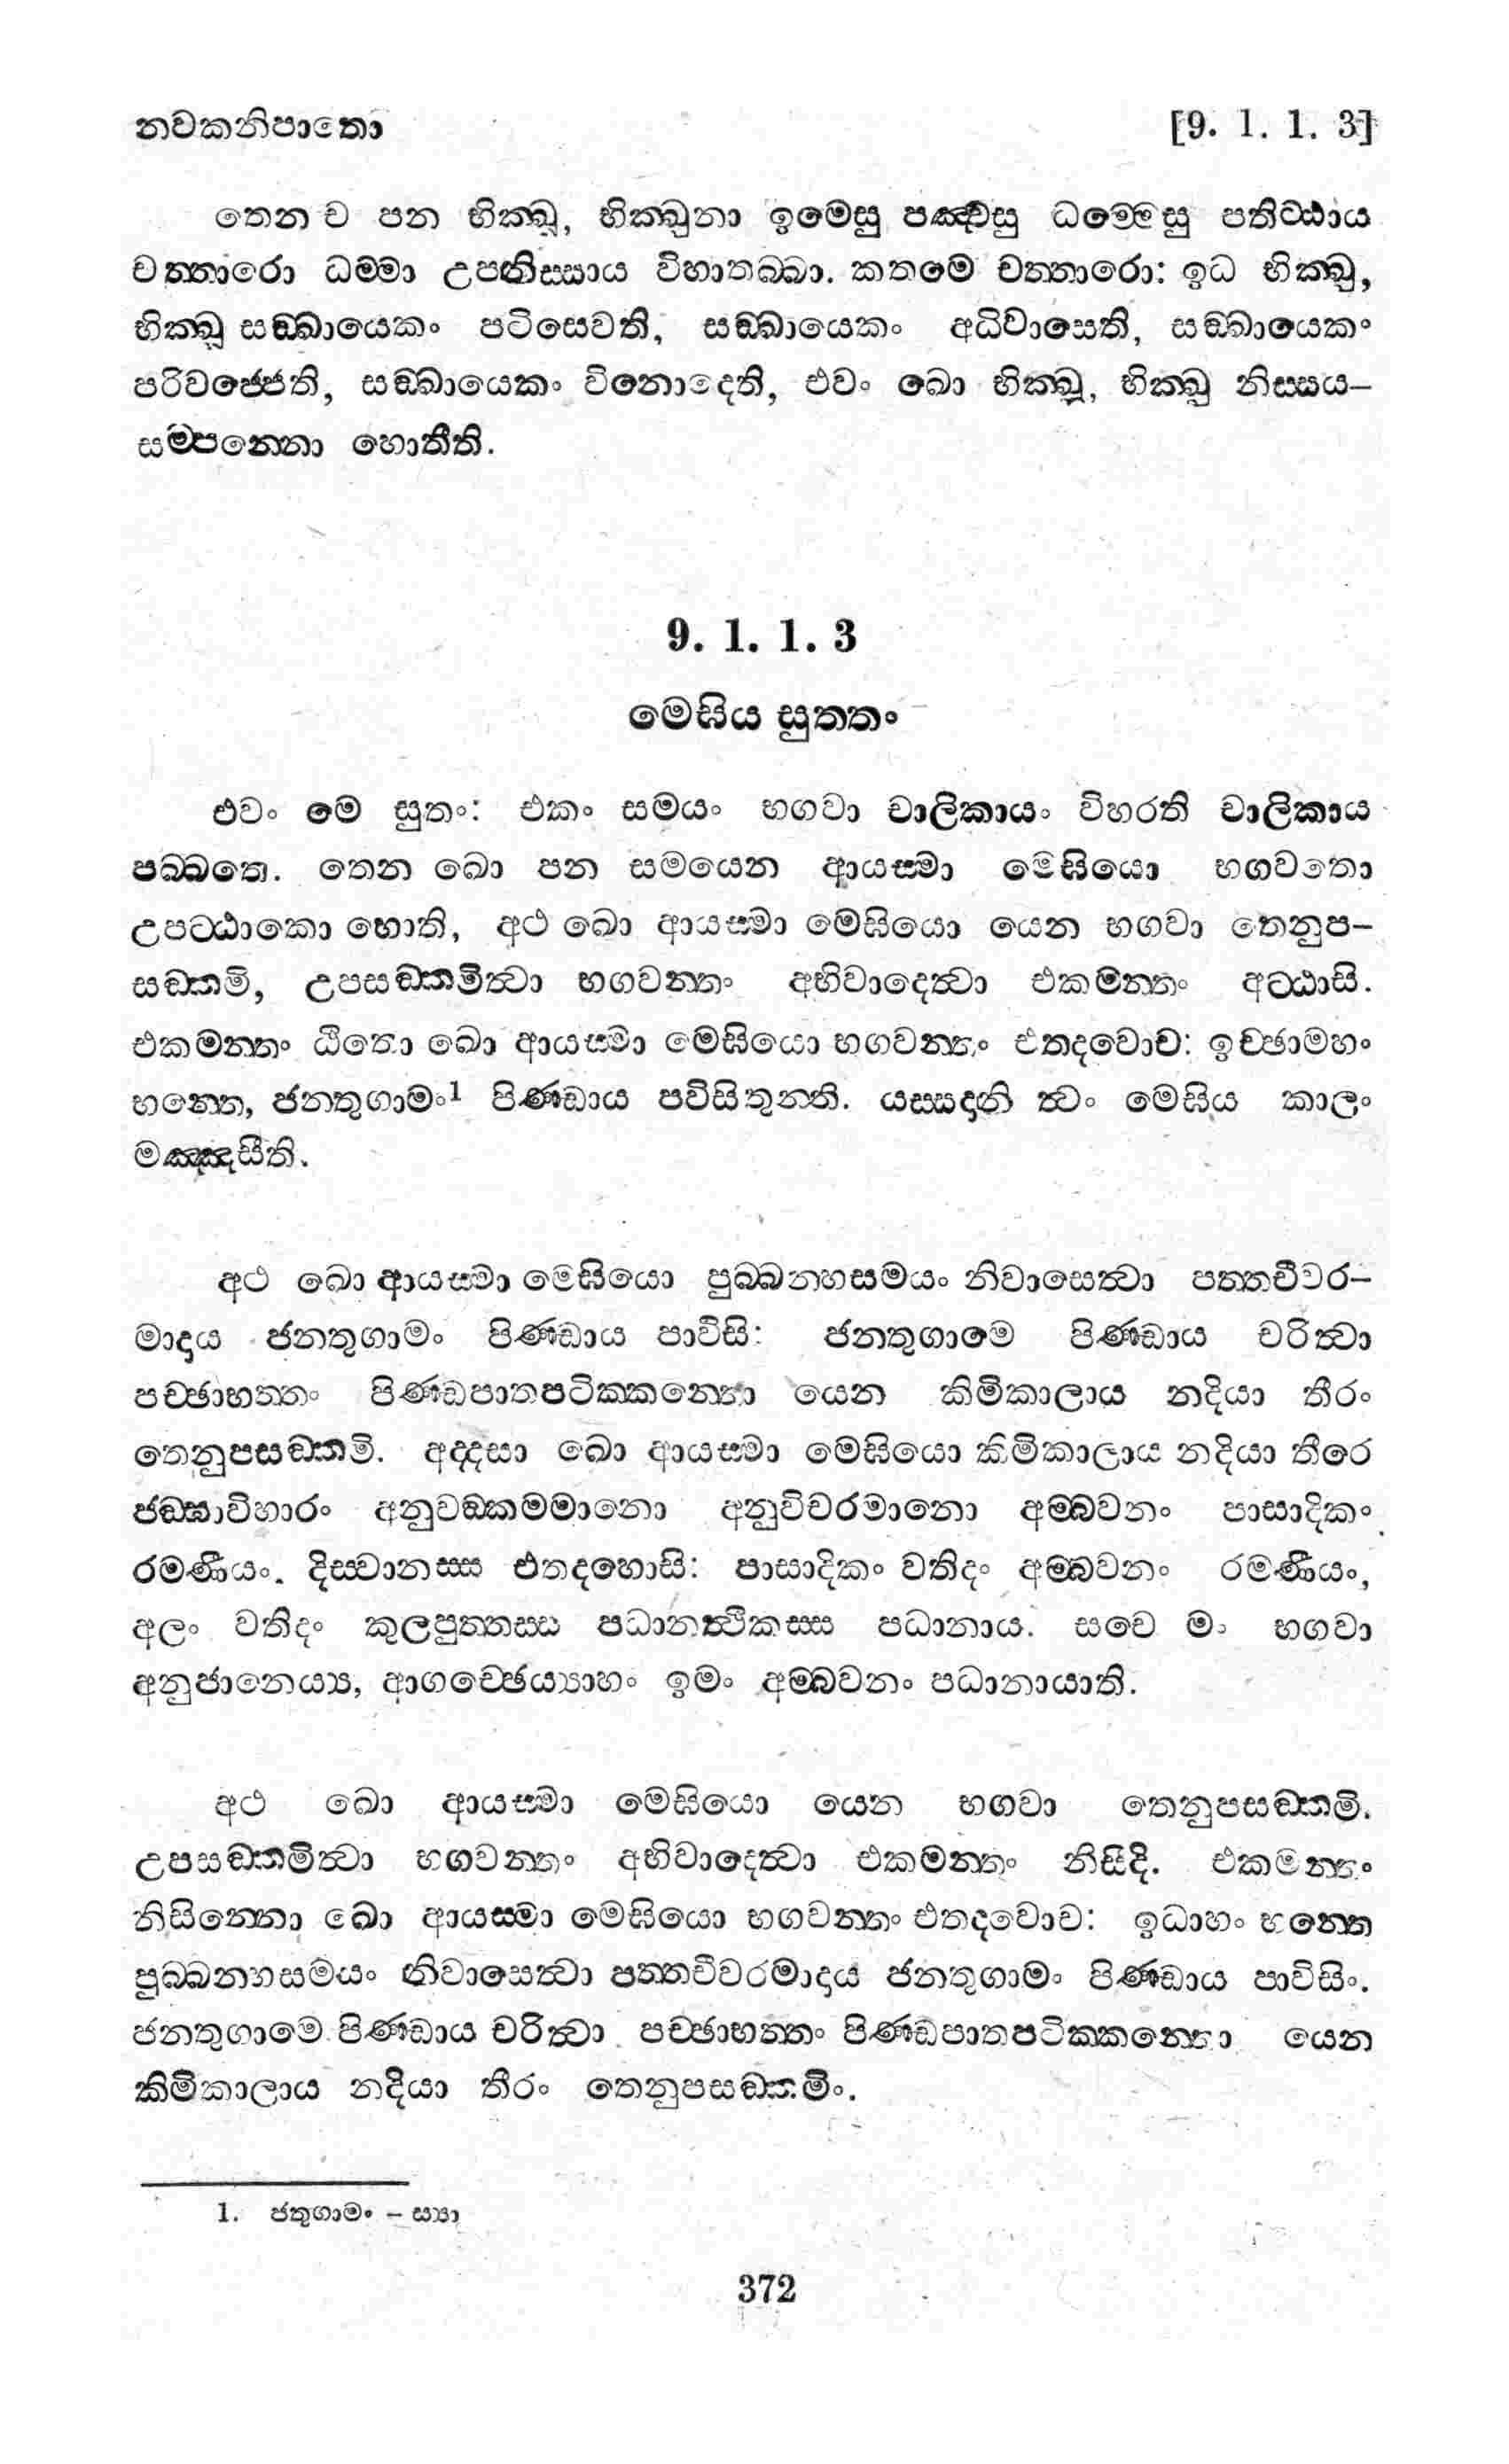 නවකනිපාතො [9. 1. 1. 3]
තෙන ච පන භික්ඛු, භික්ඛුනා ඉමෙසු පඤ්චසු ධම්මෙසු පතිට්ඨාය
චත්තාරො ධම්මා උපනිස්සාය විහාතබ්බා. කතමෙ චත්තාරො: ඉධ භික්ඛු,
භික්ඛු සඞ්ඛායෙකං පටිසෙවති, සඞ්ඛායෙකං අධිවාසෙති, සඞ්ඛායෙකං
පරිවජ්ජෙති, සඞ්ඛායෙකං විනොදෙති, එවං ඛො භික්ඛු, භික්ඛු නිස්සය–
සම්පන්නො හොතීති.
9. 1. 1. 3
මෙඝිය සුත්තං
එවං මෙ සුතං: එකං සමයං භගවා චාලිකායං විහරති චාලිකාය
පබ්බතෙ. තෙන ඛො පන සමයෙන ආයස්මා මෙඝියො භගවතො
උපට්ඨාකො හොති, අථ ඛො ආයස්මා මෙඝියො යෙන භගවා තෙනුප–
සඞ්කමි, උපසඞ්කමිත්වා භගවන්තං අභිවාදෙත්වා එකමන්තං අට්ඨාසි.
එකමන්තං ඨිතො ඛො ආයස්මා මෙඝියො භගවන්තං එතදවොච: ඉච්ඡාමහං
භන්තෙ, ජන්තුගාමං1 පිණ්ඩාය පවිසිතුන්ති. යස්සදානි ත්වං මෙඝිය කාලං
මඤ්ඤසීති.
අථ ඛො ආයස්මා මෙඝියො පුබ්බන්හසමයං නිවාසෙත්වා පත්තචීවර–
මාදාය ජන්තුගාමං පිණ්ඩාය පාවිසි: ජන්තුගාමෙ පිණ්ඩාය චරිත්වා
පච්ඡාභත්තං පිණ්ඩපාතපටික්කන්තො යෙන කිමිකාලාය නදියා තීරං
තෙනුපසඞ්කමි. අද්දසා ඛො ආයස්මා මෙඝියො කිමිකාලාය නදියා තීරෙ
ජඞ්ඝාවිහාරං අනුචඞ්කමමානො අනුවිචරමානො අම්බවනං පාසාදිකං
රමණීයං. දිස්වානස්ස එතදහොසි: පාසාදිකං වතිදං අම්බවනං රමණීයං,
අලං වතිදං කුලපුත්තස්ස පධානත්ථිකස්ස පධානාය. සචෙ මං භගවා
අනුජානෙය්‍ය, ආගච්ඡෙය්‍යාහං ඉමං අම්බවනං පධානායාති.
අථ ඛො ආයස්මා මෙඝියො යෙන භගවා තෙනුපසඞ්කමි.
උපසඞ්කමිත්වා භගවන්තං අභිවාදෙත්වා එකමන්තං නිසීදි. එකමන්තං
නිසින්නො ඛො ආයස්මා මෙඝියො භගවන්තං එතදවොච: ඉධාහං භන්තෙ
පුබ්බන්හසමයං නිවාසෙත්වා පත්තචීවරමාදාය ජන්තුගාමං පිණ්ඩාය පාවිසිං.
ජන්තුගාමෙ පිණ්ඩාය චරිත්වා පච්ඡාභත්තං පිණ්ඩපාතපටික්කන්තො යෙන
කිමිකාලාය නදියා තීරං තෙනුපසඞ්කමිං.
1. ජතුගාමං – ස්‍යා
372